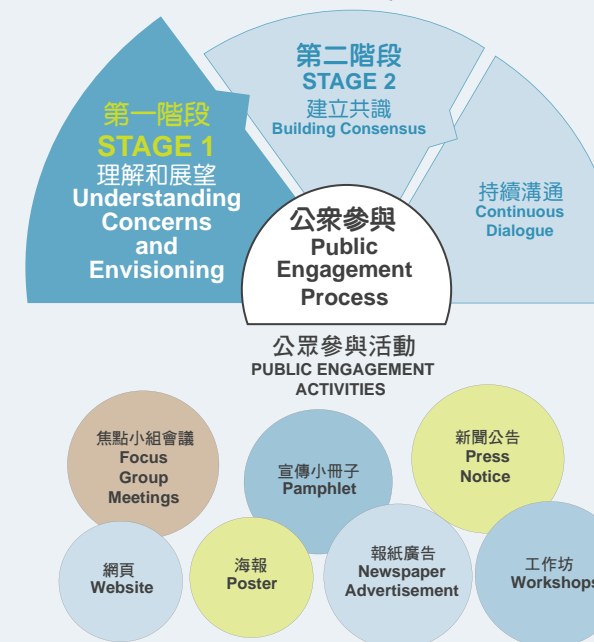 第一階段
STAGE 1
理解和展望
Understanding
Concerns
and
Envisioning
第二階段
STAGE 2
建立共識
Building Consensus
持續溝通
Continuous
Dialogue
公衆參與
Public
Engagement
Process
公眾參與活動
PUBLIC ENGAGEMENT
ACTIVITIES
焦點小組會議
Focus
Group
Meetings
宣傳小冊子
Pamphlet
新聞公告
Press
Notice
網頁
Website
海報
Poster
報紙廣告
Newspaper
Advertisement
工作坊
Workshops